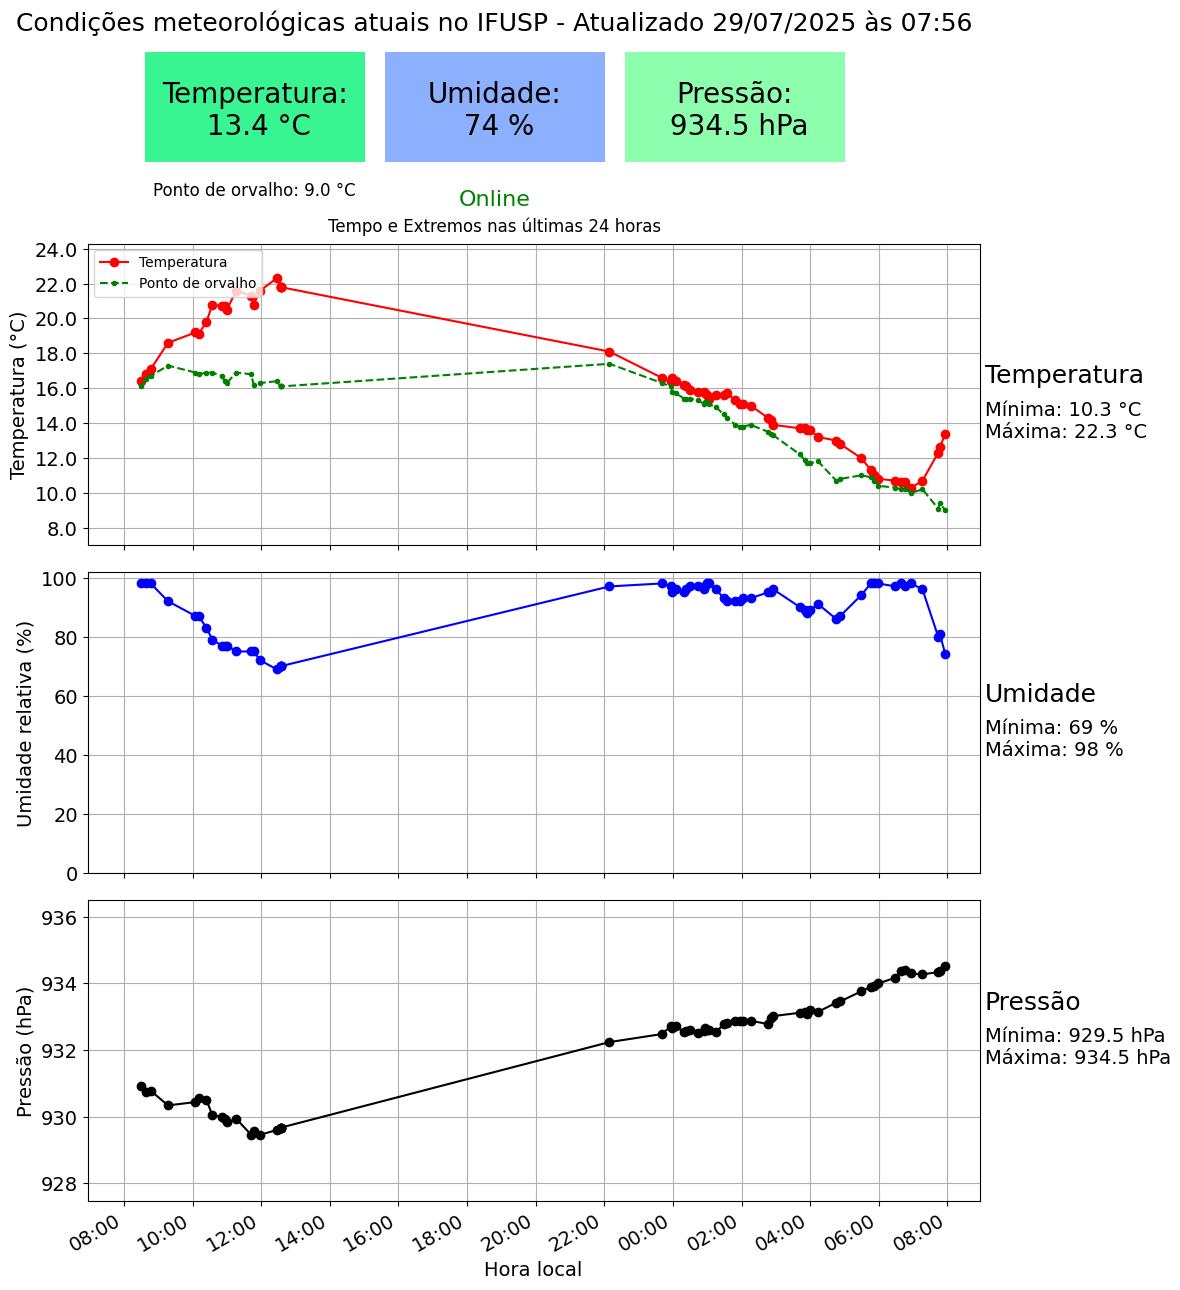 Condições meteorológicas atuais no IFUSP - Atualizado 29/07/2025 às 07:56
Temperatura:
13.4 °C
Umidade:
74 %
Pressão:
934.5 hPa
Ponto de orvalho: 9.0 °C
Online
Tempo e Extremos nas últimas 24 horas
Temperatura (°C)
24.0
22.0
20.0
18.0
16.0
14.0
12.0
10.0
8.0
Temperatura
Ponto de orvalho
Temperatura
Mínima: 10.3 °C
Máxima: 22.3 °C
Umidade relativa (%)
100
80
60
40
20
0
Umidade
Mínima: 69 %
Máxima: 98 %
Pressão (hPa)
936
934
932
930
928
Pressão
Mínima: 929.5 hPa
Máxima: 934.5 hPa
08:00
10:00
12:00
14:00
16:00
18:00
20:00
22:00
00:00
02:00
04:00
06:00
08:00
Hora local